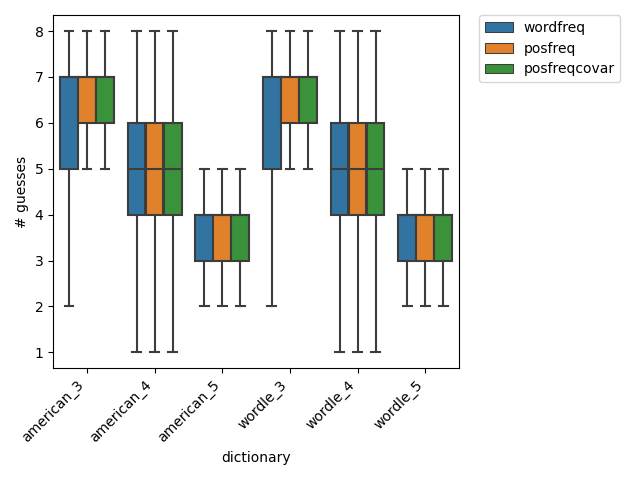 wordfreq
posfreq
posfreqcovar
# guesses
8
7
6
5
4
3
2
1
american_3
american_4
american_5
wordle_3
wordle_4
wordle_5
dictionary